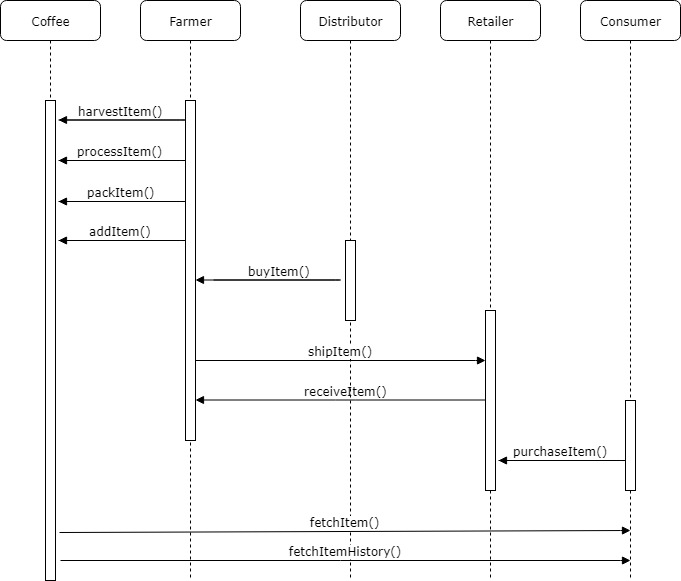 Coffee
Farmer
Distributor
Retailer
Consumer
harvestItem()
processItem()
packItem()
addItem()
buyItem()
shipItem()
receiveItem()
purchaseItem()
fetchItem()
fetchItemHistory()